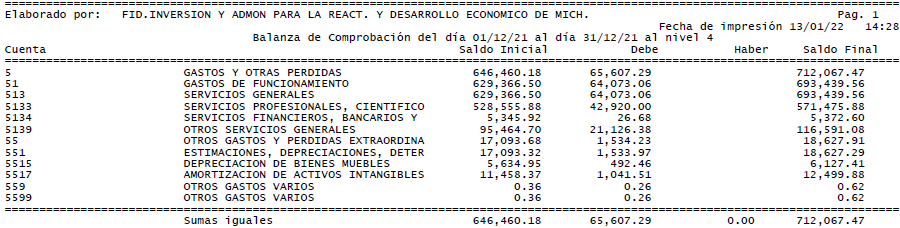 Elaborado por: FID.INVERSION Y ADMON PARA LA REACT. Y DESARROLLO ECONOMICO DE MICH. Pag. 1
Fecha de impresión 13/01/22 14:28
Balanza de Comprobación del día 01/12/21 al día 31/12/21 al nivel 4
Cuenta Saldo Inicial Debe Haber Saldo Final
5 GASTOS Y OTRAS PERDIDAS 646,460.18 65,607.29 712,067.47
51 GASTOS DE FUNCIONAMIENTO 629,366.50 64,073.06 693,439.56
513 SERVICIOS GENERALES 629,366.50 64,073.06 693,439.56
5133 SERVICIOS PROFESIONALES, CIENTIFICO 528,555.88 42,920.00 571,475.88
5134 SERVICIOS FINANCIEROS, BANCARIOS Y 5,345.92 26.68 5,372.60
5139 OTROS SERVICIOS GENERALES 95,464.70 21,126.38 116,591.08
55 OTROS GASTOS Y PERDIDAS EXTRAORDINA 17,093.68 1,534.23 18,627.91
551 ESTIMACIONES, DEPRECIACIONES, DETER 17,093.32 1,533.97 18,627.29
5515 DEPRECIACION DE BIENES MUEBLES 5,634.95 492.46 6,127.41
5517 AMORTIZACION DE ACTIVOS INTANGIBLES 11,458.37 1,041.51 12,499.88
559 OTROS GASTOS VARIOS 0.36 0.26 0.62
5599 OTROS GASTOS VARIOS 0.36 0.26 0.62
Sumas iguales 646,460.18 65,607.29 0.00 712,067.47